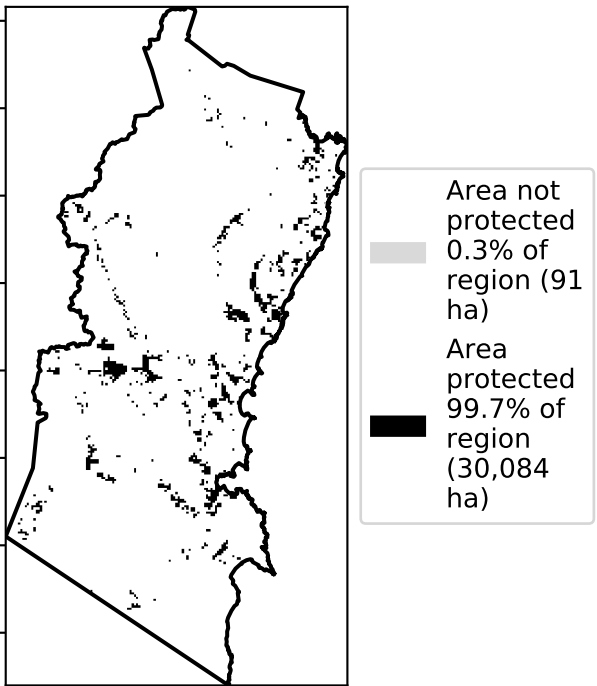 Area not
protected
0.3% of
region (91
ha)
Area
protected
99.7% of
region
(30,084
ha)